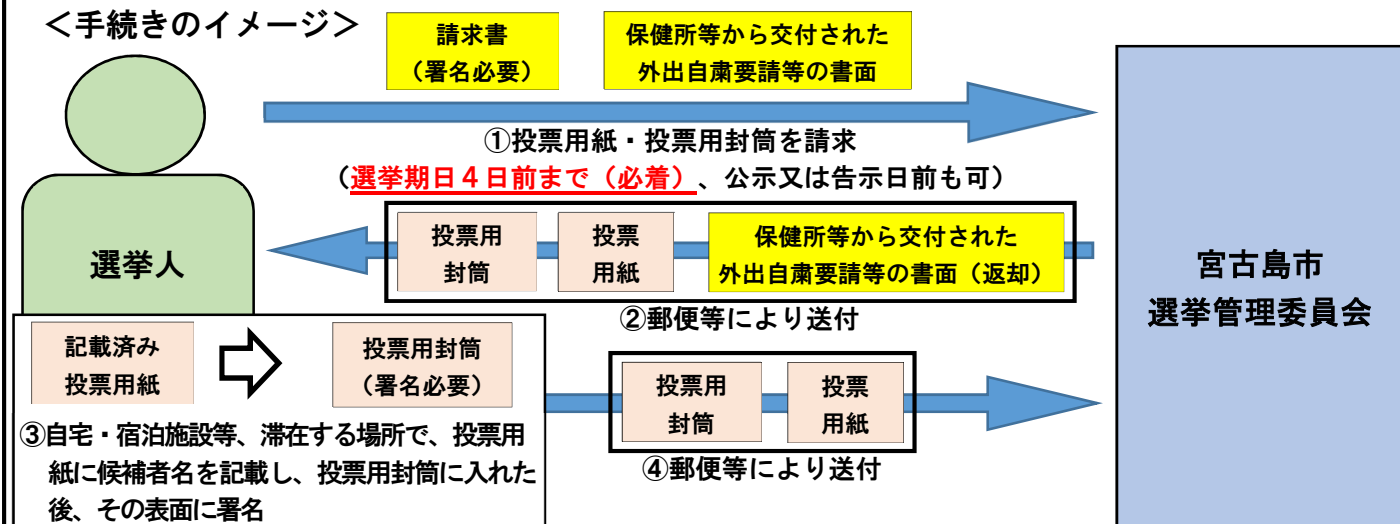 ＜手続きのイメージ＞
請求書
（署名必要）
保健所等から交付された
外出自粛要請等の書面
①投票用紙・投票用封筒を請求
（選挙期日４日前まで（必着）、公示又は告示日前も可）
選挙人
投票用
封筒
投票
用紙
保健所等から交付された
外出自粛要請等の書面（返却）
②郵便等により送付
宮古島市
選挙管理委員会
記載済み
投票用紙
投票用封筒
（署名必要）
③自宅・宿泊施設等、滞在する場所で、投票用
紙に候補者名を記載し、投票用封筒に入れた
後、その表面に署名
投票用
封筒
投票
用紙
④郵便等により送付